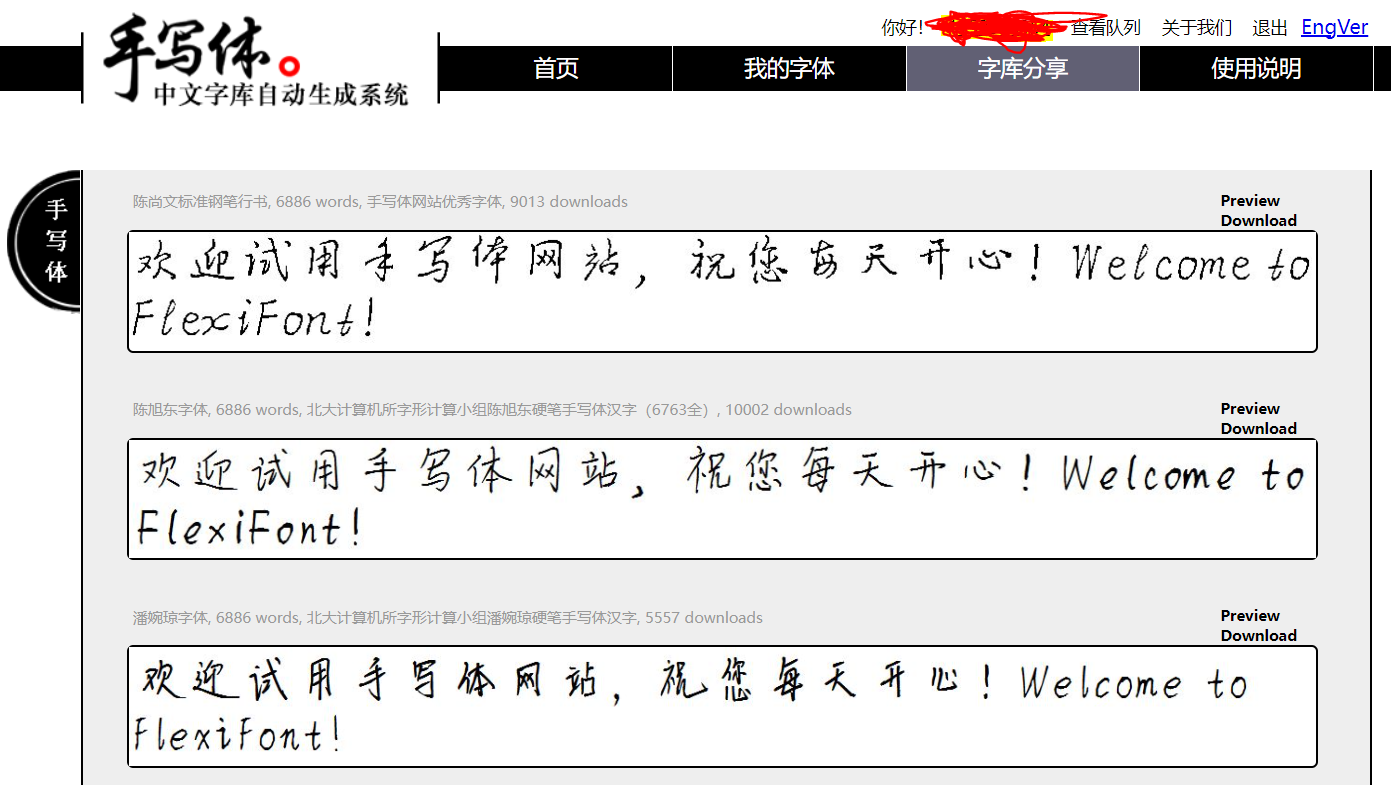 手写体
中文字库自动生成系统
你好! 查看队列 关于我们 退出 EngVer
首页 我的字体 字库分享 使用说明
手
写
体
陈尚文标准钢笔行书, 6886 words, 手写体网站优秀字体, 9013 downloads
Preview
Download
欢迎试用手写体网站，祝您每天开心！Welcome to
FlexiFont!
陈旭东字体, 6886 words, 北大计算机所字形计算小组陈旭东硬笔手写体汉字（6763全）, 10002 downloads
Preview
Download
欢迎试用手写体网站，祝您每天开心！Welcome to
FlexiFont!
潘婉琼字体, 6886 words, 北大计算机所字形计算小组潘婉琼硬笔手写体汉字, 5557 downloads
Preview
Download
欢迎试用手写体网站，祝您每天开心！Welcome to
FlexiFont!